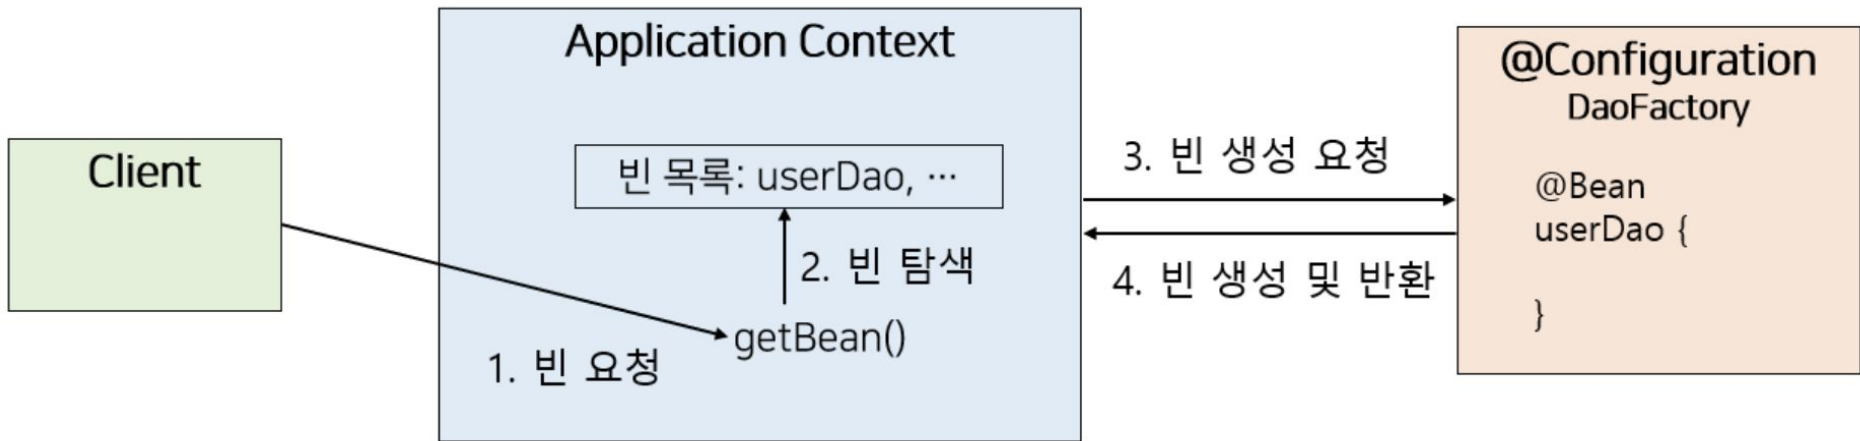 Client
Application Context
빈 목록: userDao, …
2. 빈 탐색
getBean()
1. 빈 요청
3. 빈 생성 요청
4. 빈 생성 및 반환
@Configuration
DaoFactory
@Bean
userDao {
}